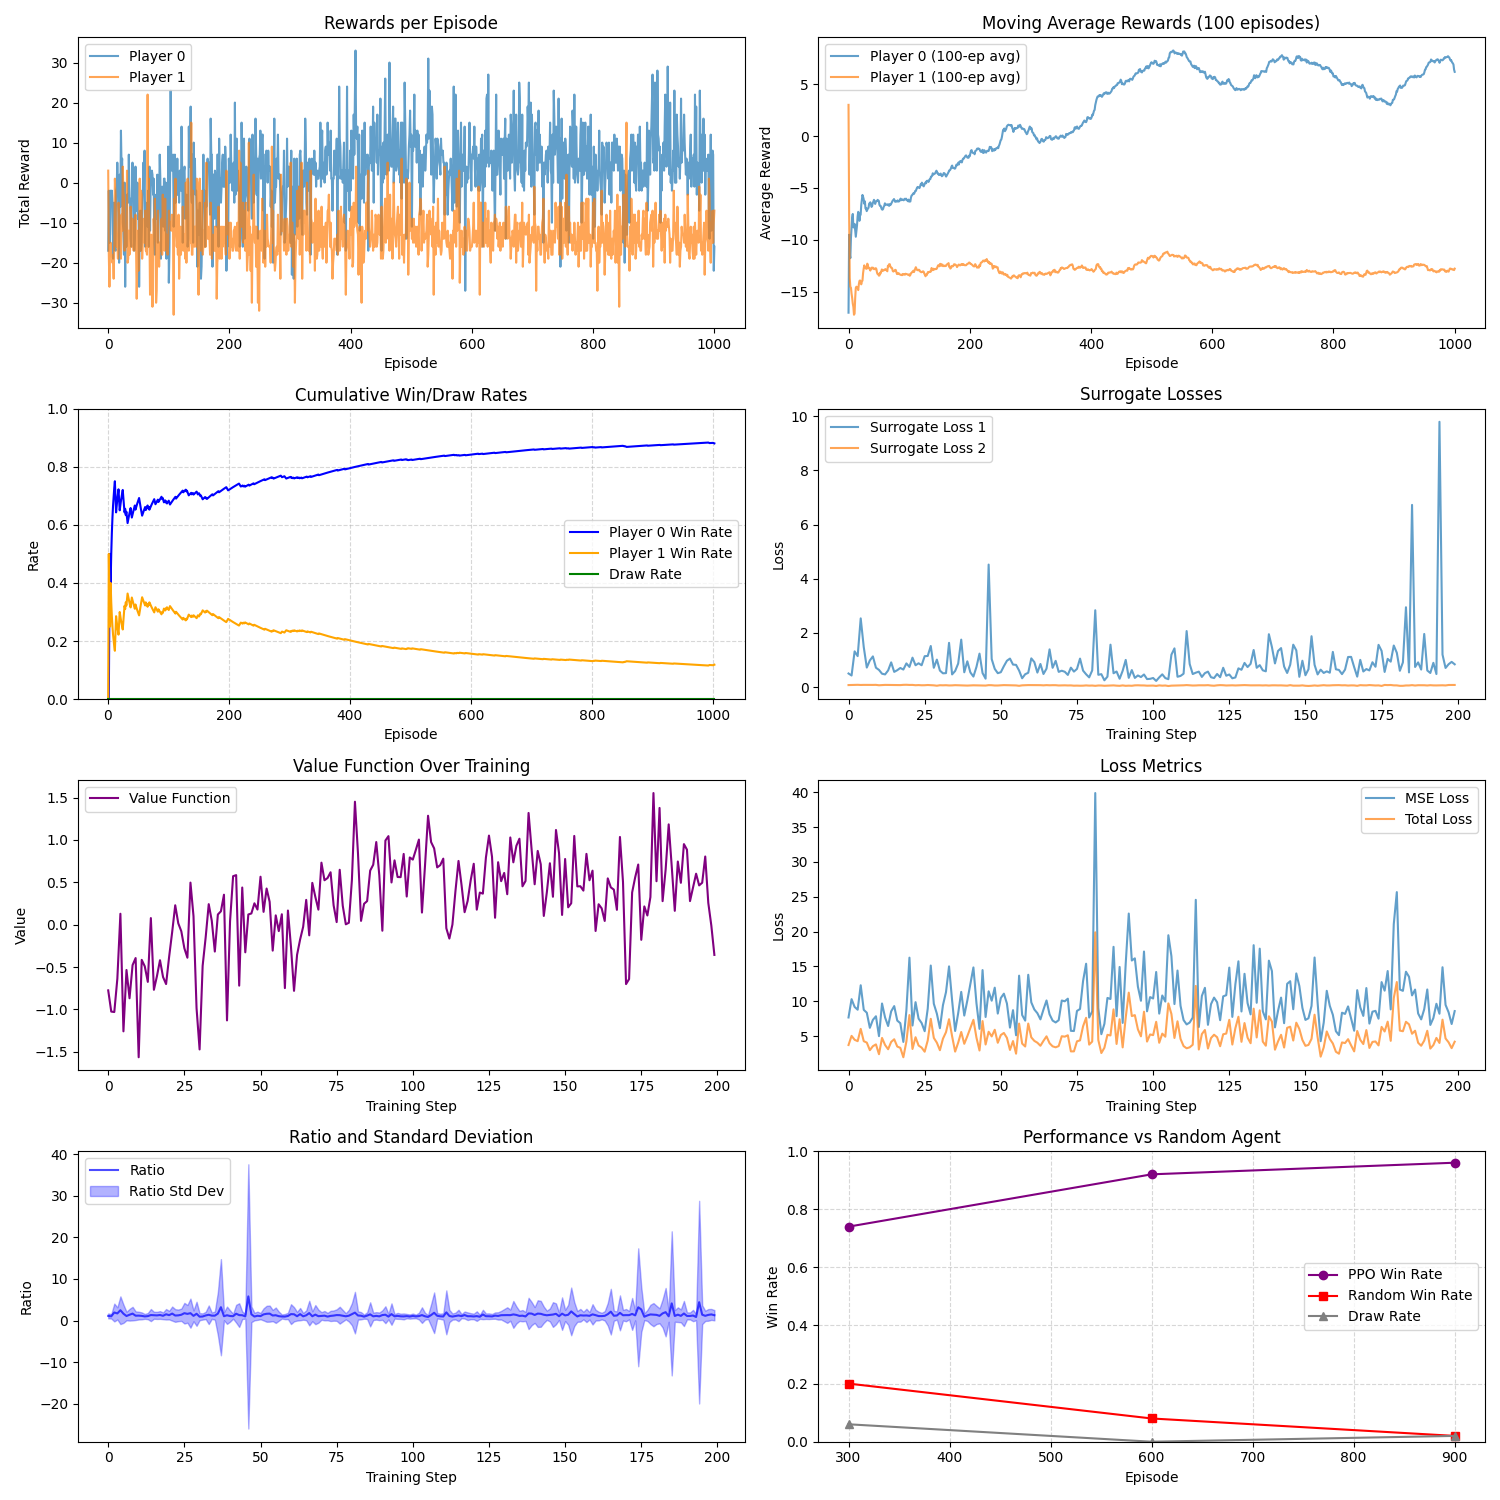 Rewards per Episode
Player 0
Player 1
30
20
10
0
−10
−20
−30
Total Reward
0 200 400 600 800 1000
Episode
Moving Average Rewards (100 episodes)
Player 0 (100-ep avg)
Player 1 (100-ep avg)
5
0
−5
−10
−15
Average Reward
0 200 400 600 800 1000
Episode
Cumulative Win/Draw Rates
1.0
0.8
0.6
0.4
0.2
0.0
Rate
Player 0 Win Rate
Player 1 Win Rate
Draw Rate
0 200 400 600 800 1000
Episode
Surrogate Losses
Surrogate Loss 1
Surrogate Loss 2
10
8
6
4
2
0
Loss
0 25 50 75 100 125 150 175 200
Training Step
Value Function Over Training
Value Function
1.5
1.0
0.5
0.0
−0.5
−1.0
−1.5
Value
0 25 50 75 100 125 150 175 200
Training Step
Loss Metrics
MSE Loss
Total Loss
40
35
30
25
20
15
10
5
Loss
0 25 50 75 100 125 150 175 200
Training Step
Ratio and Standard Deviation
Ratio
Ratio Std Dev
40
30
20
10
0
−10
−20
Ratio
0 25 50 75 100 125 150 175 200
Training Step
Performance vs Random Agent
1.0
0.8
0.6
0.4
0.2
0.0
Win Rate
PPO Win Rate
Random Win Rate
Draw Rate
300 400 500 600 700 800 900
Episode